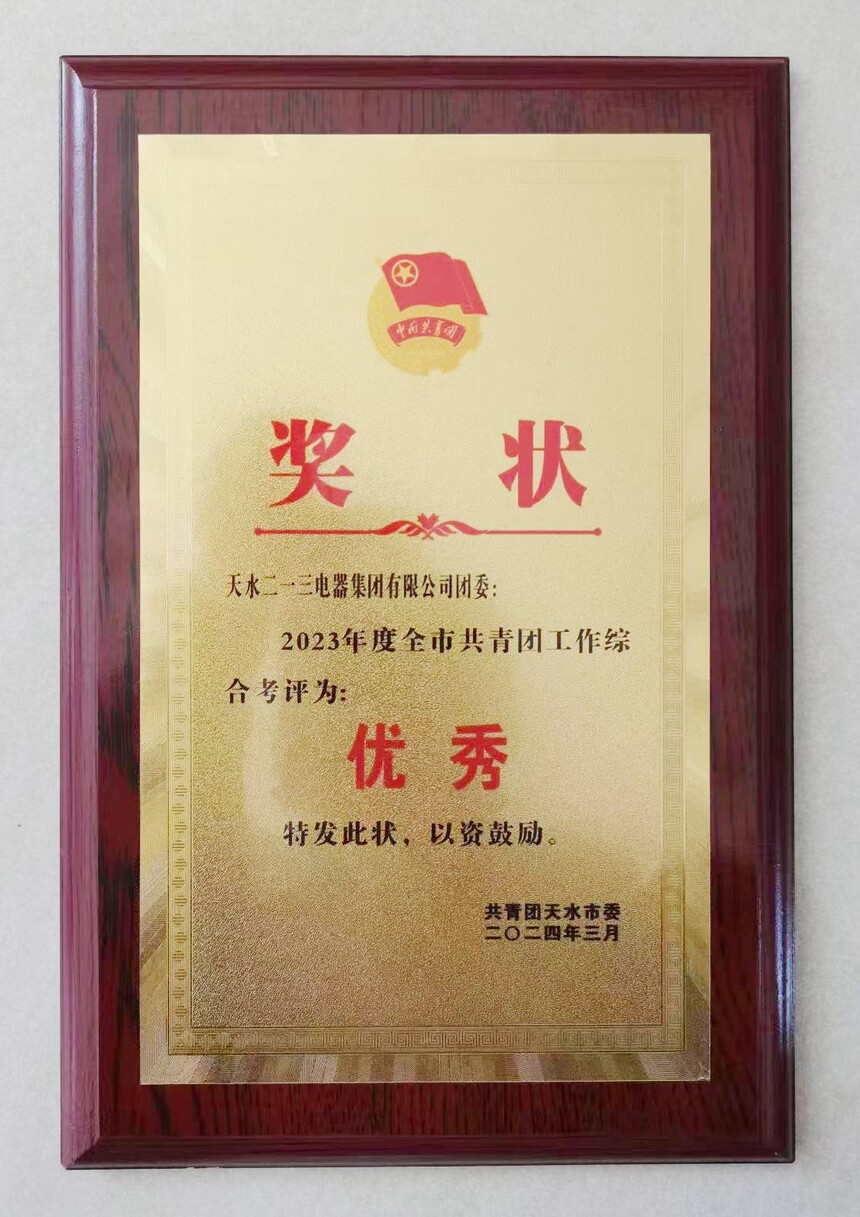 中国共青团
奖 状
天水二一三电器集团有限公司团委:
2023年度全市共青团工作综
合考评为:
优 秀
特发此状，以资鼓励。
共青团天水市委
二〇二四年三月